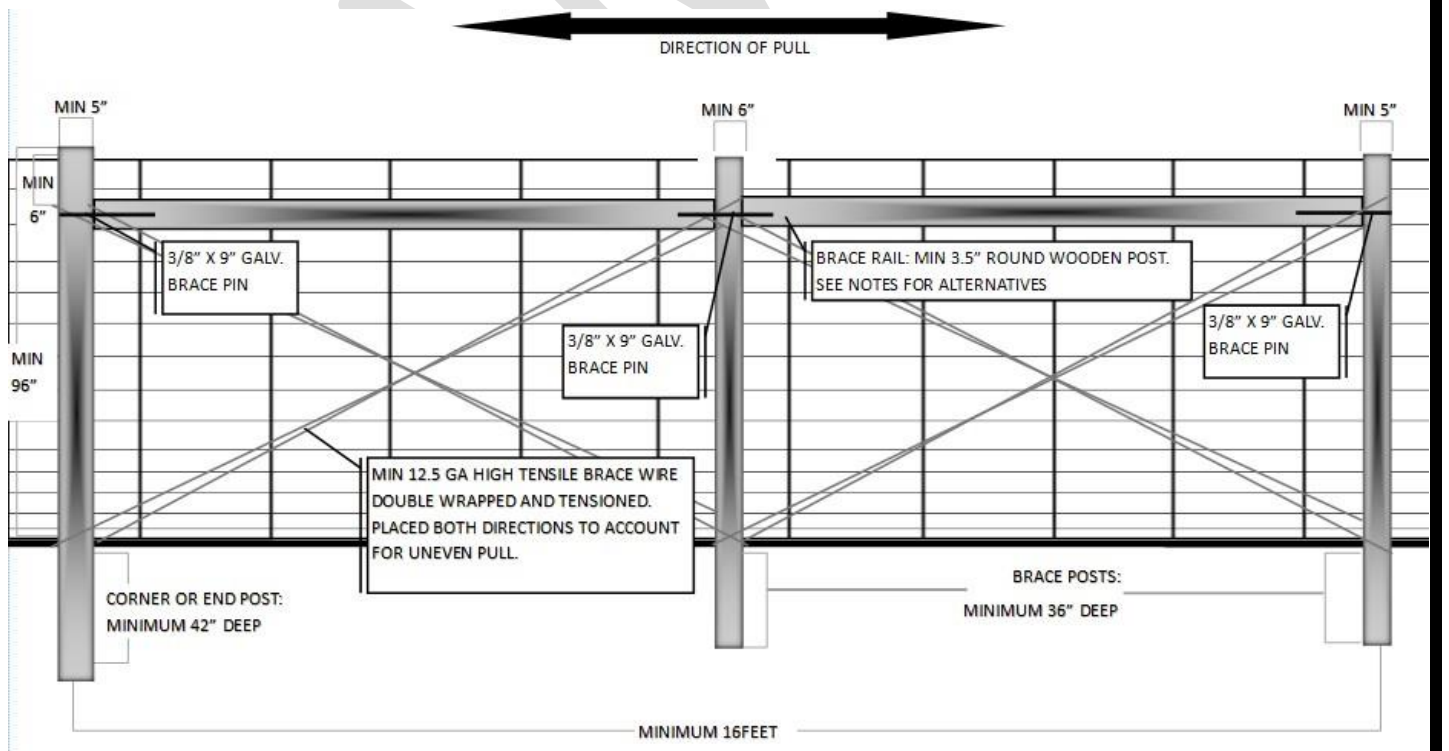 DIRECTION OF PULL
MIN 5"
MIN 6"
MIN 5"
MIN
6"
3/8" X 9" GALV.
BRACE PIN
BRACE RAIL: MIN 3.5" ROUND WOODEN POST.
SEE NOTES FOR ALTERNATIVES
3/8" X 9" GALV.
BRACE PIN
3/8" X 9" GALV.
BRACE PIN
MIN
96"
MIN 12.5 GA HIGH TENSILE BRACE WIRE
DOUBLE WRAPPED AND TENSIONED.
PLACED BOTH DIRECTIONS TO ACCOUNT
FOR UNEVEN PULL.
CORNER OR END POST:
MINIMUM 42" DEEP
BRACE POSTS:
MINIMUM 36" DEEP
MINIMUM 16FEET